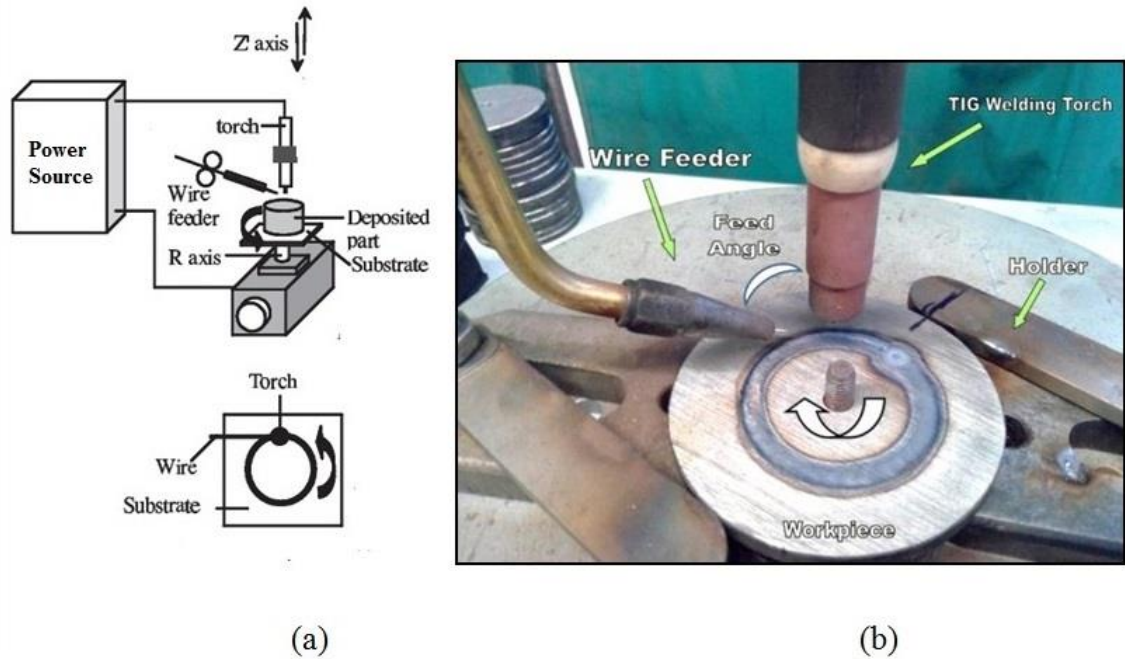 Z' axis
torch
Power
Source
Wire
feeder
Deposited
part
R axis
Substrate
Torch
Wire
Substrate
TIG Welding Torch
Wire Feeder
Feed
Angle
Holder
Workpiece
(a)
(b)